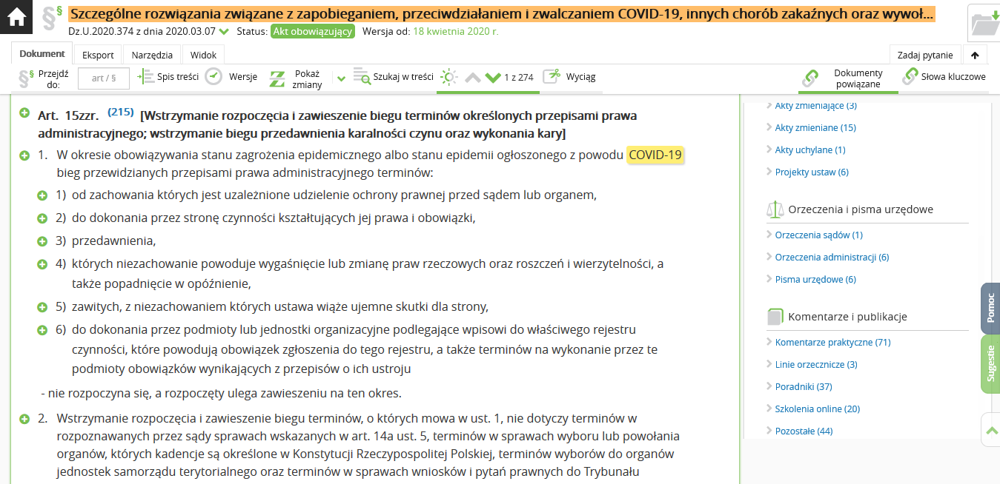 Szczególne rozwiązania związane z zapobieganiem, przeciwdziałaniem i zwalczaniem COVID-19, innych chorób zakaźnych oraz wywoł...
Dz.U.2020.374 z dnia 2020.03.07 Status: Akt obowiązujący Wersja od: 18 kwietnia 2020 r.
Dokument Eksport Narzędzia Widok Zadaj pytanie
Przejdź do: art / § Spis treści Wersje Pokaż zmiany Szukaj w treści 1 z 274 Wyciąg Dokumenty powiązane Słowa kluczowe
Art. 15zzr. (215) [Wstrzymanie rozpoczęcia i zawieszenie biegu terminów określonych przepisami prawa
administracyjnego; wstrzymanie biegu przedawnienia karalności czynu oraz wykonania kary]
1. W okresie obowiązywania stanu zagrożenia epidemicznego albo stanu epidemii ogłoszonego z powodu COVID-19
bieg przewidzianych przepisami prawa administracyjnego terminów:
1) od zachowania których jest uzależnione udzielenie ochrony prawnej przed sądem lub organem,
2) do dokonania przez stronę czynności kształtujących jej prawa i obowiązki,
3) przedawnienia,
4) których niezachowanie powoduje wygaśnięcie lub zmianę praw rzeczowych oraz roszczeń i wierzytelności, a
także popadnięcie w opóźnienie,
5) zawitych, z niezachowaniem których ustawa wiąże ujemne skutki dla strony,
6) do dokonania przez podmioty lub jednostki organizacyjne podlegające wpisowi do właściwego rejestru
czynności, które powodują obowiązek zgłoszenia do tego rejestru, a także terminów na wykonanie przez te
podmioty obowiązków wynikających z przepisów o ich ustroju
- nie rozpoczyna się, a rozpoczęty ulega zawieszeniu na ten okres.
2. Wstrzymanie rozpoczęcia i zawieszenie biegu terminów, o których mowa w ust. 1, nie dotyczy terminów w
rozpoznawanych przez sądy sprawach wskazanych w art. 14a ust. 5, terminów w sprawach wyboru lub powołania
organów, których kadencje są określone w Konstytucji Rzeczypospolitej Polskiej, terminów wyborów do organów
jednostek samorządu terytorialnego oraz terminów w sprawach wniosków i pytań prawnych do Trybunału
Akty zmieniające (3)
Akty zmieniane (15)
Akty uchylane (1)
Projekty ustaw (6)
Orzeczenia i pisma urzędowe
Orzeczenia sądów (1)
Orzeczenia administracji (6)
Pisma urzędowe (6)
Komentarze i publikacje
Komentarze praktyczne (71)
Linie orzecznicze (3)
Poradniki (37)
Szkolenia online (20)
Pozostałe (44)
Pomoc
Sugestie